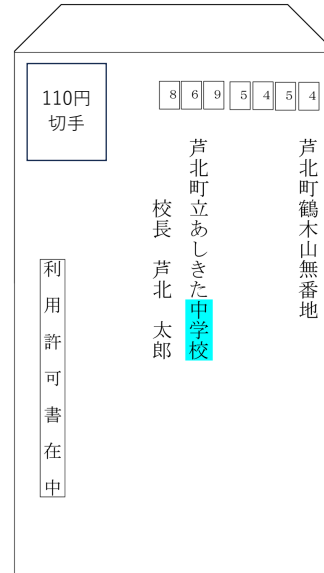 110円
切手
8695454
芦北町鶴木山無番地
芦北町立あしきた中学校
校長　芦北　太郎
利用許可書在中